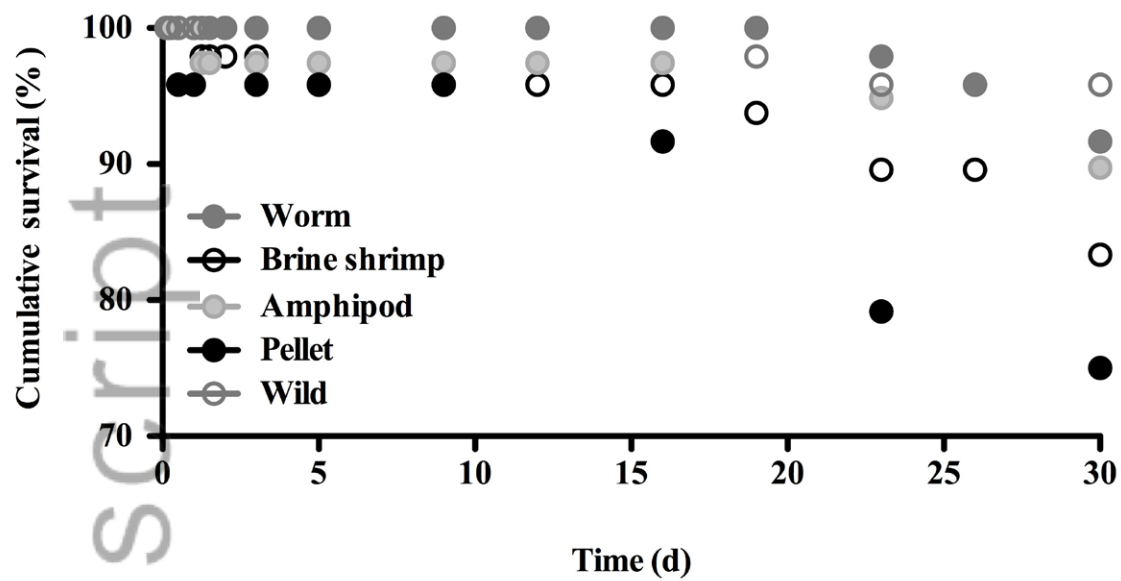 Cumulative survival (%)
100
90
80
70
Worm
Brine shrimp
Amphipod
Pellet
Wild
0
5
10
15
20
25
30
Time (d)
script